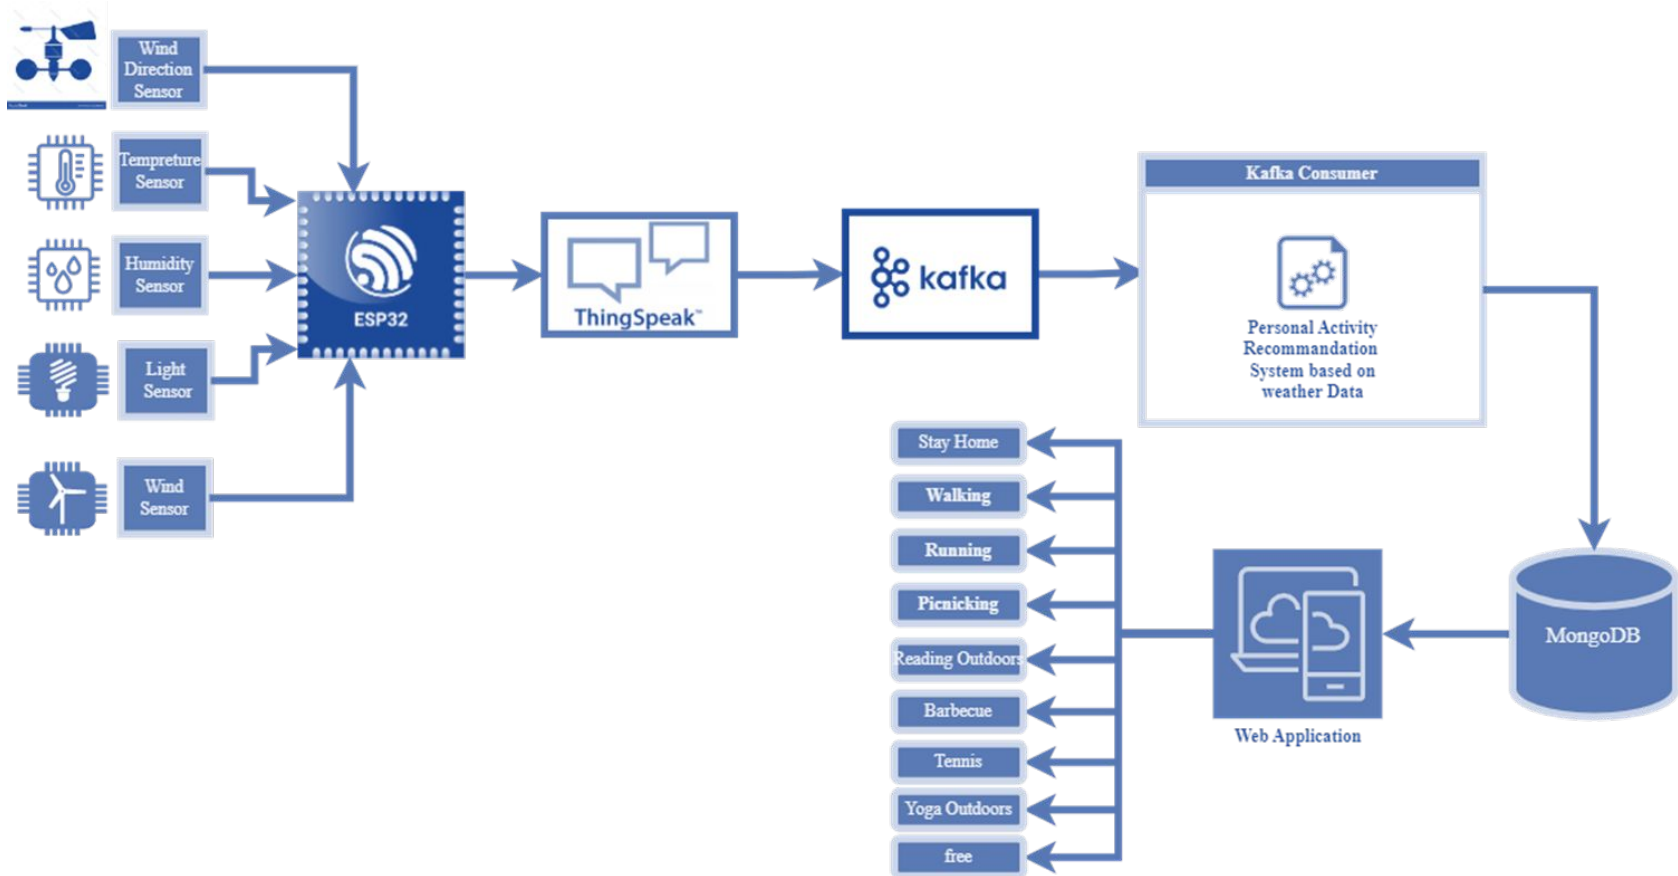 Wind
Direction
Sensor
Tempreture
Sensor
Humidity
Sensor
Light
Sensor
Wind
Sensor
ESP32
ThingSpeak™
kafka
Kafka Consumer
Personal Activity
Recommandation
System based on
weather Data
MongoDB
Web Application
Stay Home
Walking
Running
Picnicking
Reading Outdoors
Barbecue
Tennis
Yoga Outdoors
free